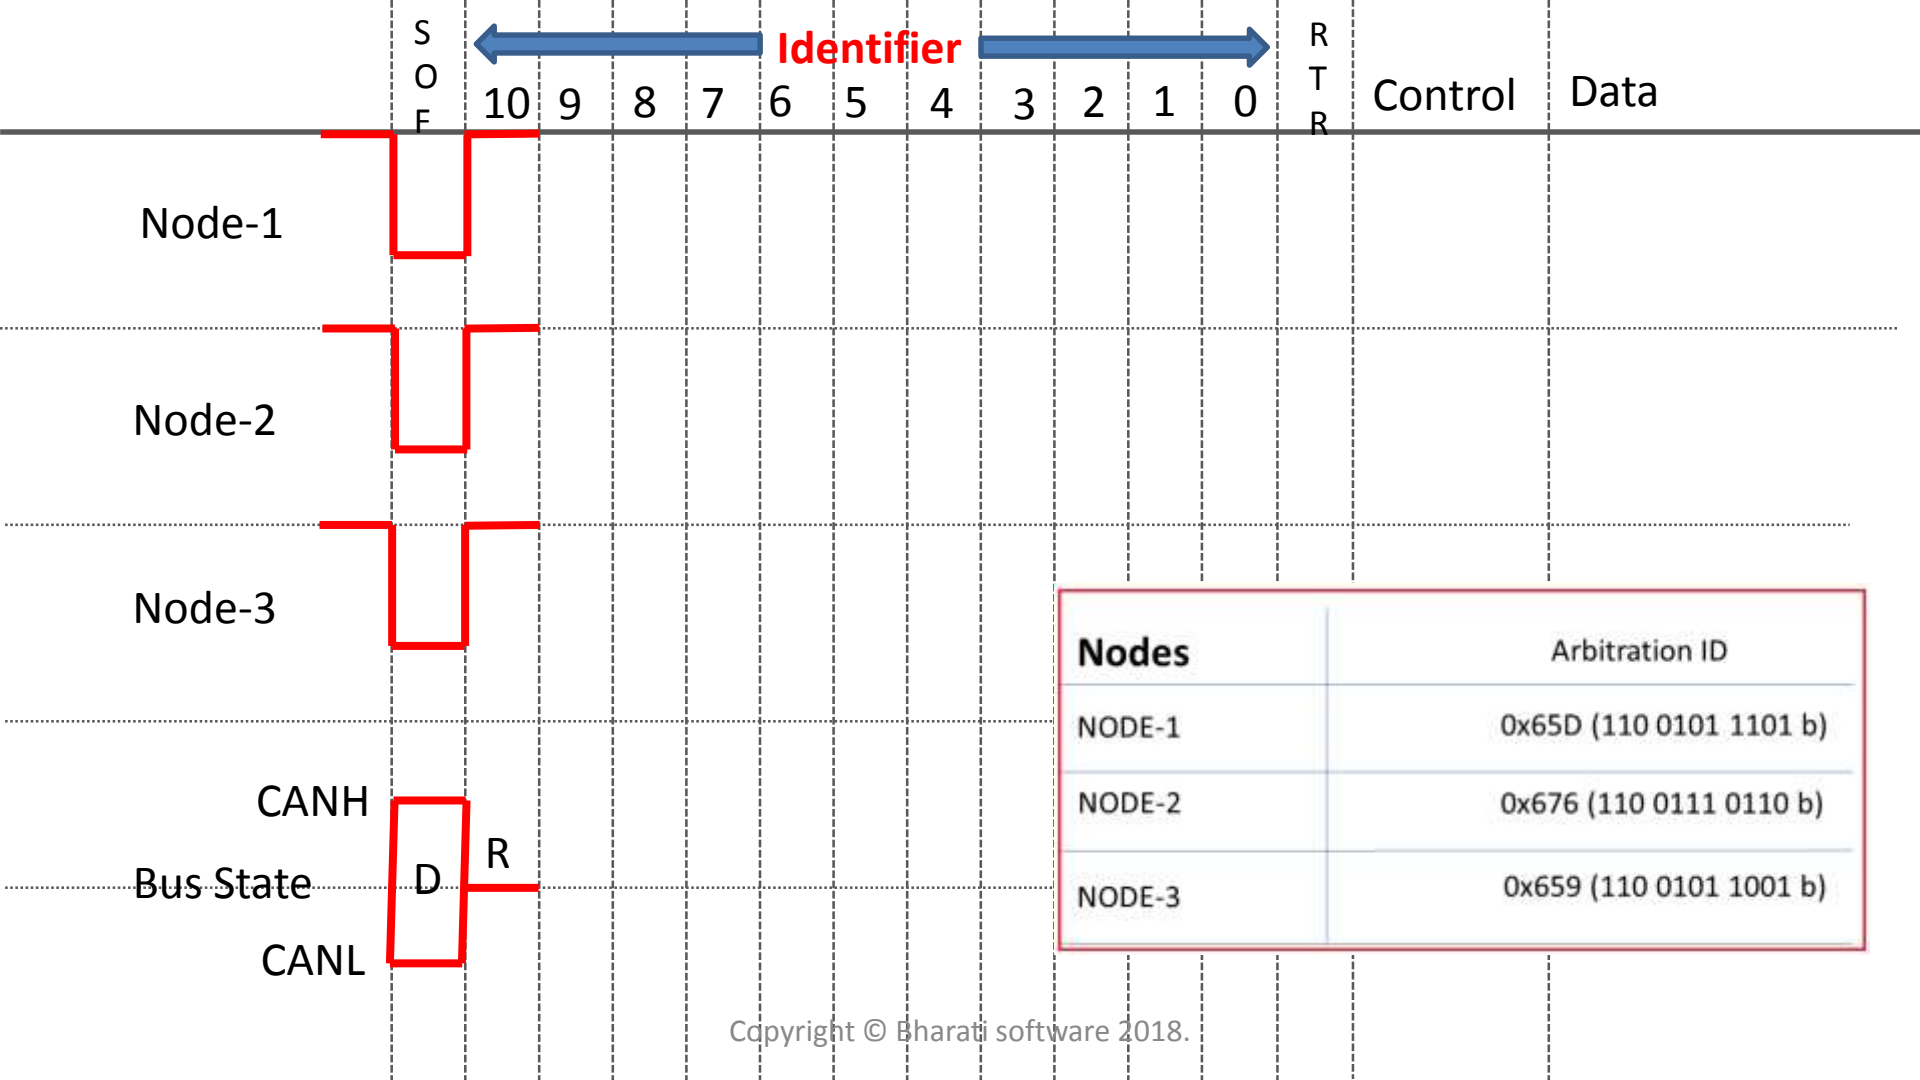 S
O
F
Identifier
R
T
R
10 9 8 7 6 5 4 3 2 1 0
Control
Data
Node-1
Node-2
Node-3
Nodes Arbitration ID
NODE-1 0x65D (110 0101 1101 b)
NODE-2 0x676 (110 0111 0110 b)
NODE-3 0x659 (110 0101 1001 b)
CANH
R
Bus State
D
CANL
Copyright © Bharati software 2018.